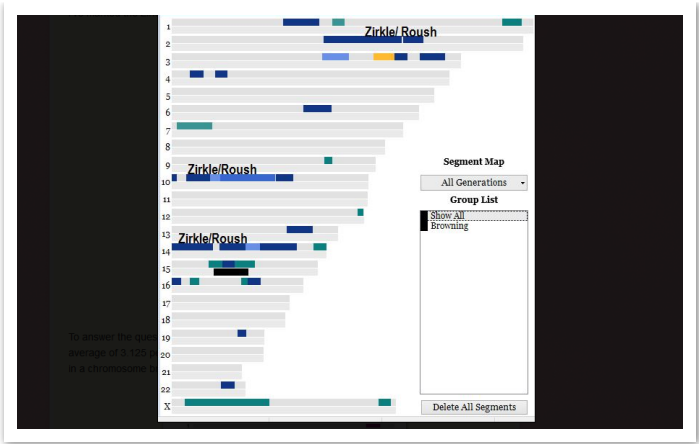 1
Zirkle/ Roush
2
3
4
5
6
7
8
9
Zirkle/Roush
10
11
12
13
Zirkle/Roush
14
15
16
17
18
19
20
21
22
X
Segment Map
All Generations
Group List
Show All
Browning
Delete All Segments
To answer the ques
average of 3.125 p
in a chromosome b